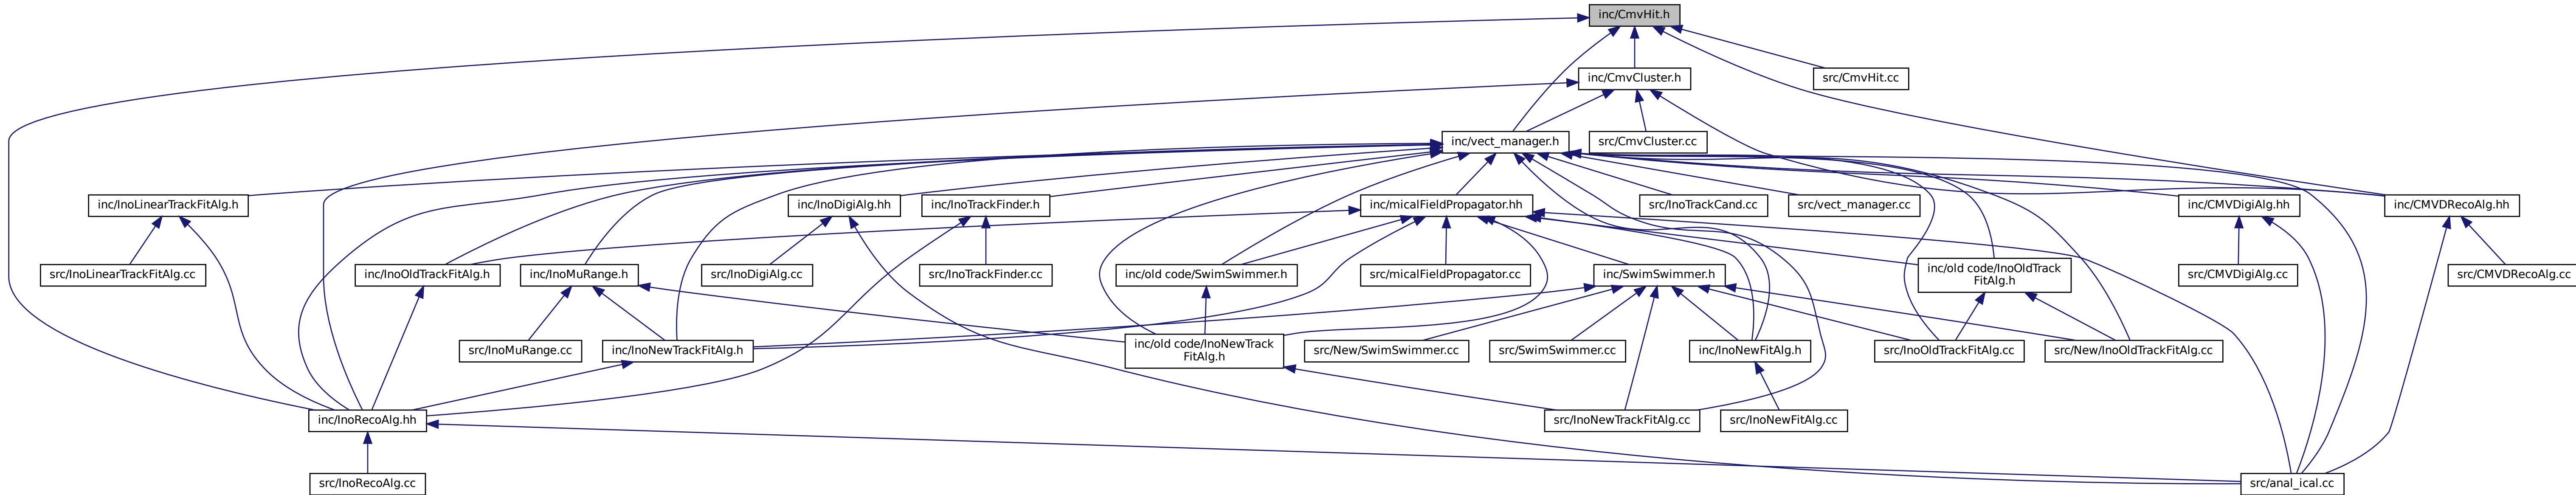 inc/CmvHit.h
inc/CmvCluster.h
src/CmvHit.cc
inc/vect_manager.h
src/CmvCluster.cc
inc/InoLinearTrackFitAlg.h
inc/InoDigiAlg.hh
inc/InoTrackFinder.h
inc/micalFieldPropagator.hh
src/InoTrackCand.cc
src/vect_manager.cc
inc/CMVDigiAlg.hh
inc/CMVDRecoAlg.hh
src/InoLinearTrackFitAlg.cc
inc/InoOldTrackFitAlg.h
inc/InoMuRange.h
src/InoDigiAlg.cc
src/InoTrackFinder.cc
inc/old code/SwimSwimmer.h
src/micalFieldPropagator.cc
inc/SwimSwimmer.h
inc/old code/InoOldTrack
FitAlg.h
src/CMVDigiAlg.cc
src/CMVDRecoAlg.cc
src/InoMuRange.cc
inc/InoNewTrackFitAlg.h
inc/old code/InoNewTrack
FitAlg.h
src/New/SwimSwimmer.cc
src/SwimSwimmer.cc
inc/InoNewFitAlg.h
src/InoOldTrackFitAlg.cc
src/New/InoOldTrackFitAlg.cc
inc/InoRecoAlg.hh
src/InoNewTrackFitAlg.cc
src/InoNewFitAlg.cc
src/InoRecoAlg.cc
src/anal_ical.cc